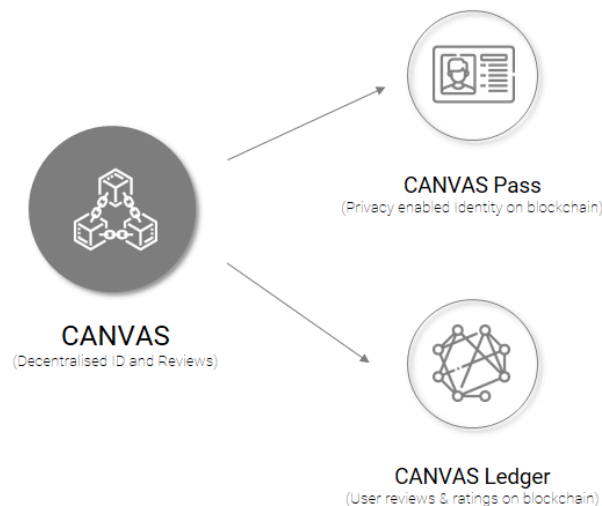 CANVAS Pass
(Privacy enabled Identity on blockchain)
CANVAS
(Decentralised ID and Reviews)
CANVAS Ledger
(User reviews & ratings on blockchain)